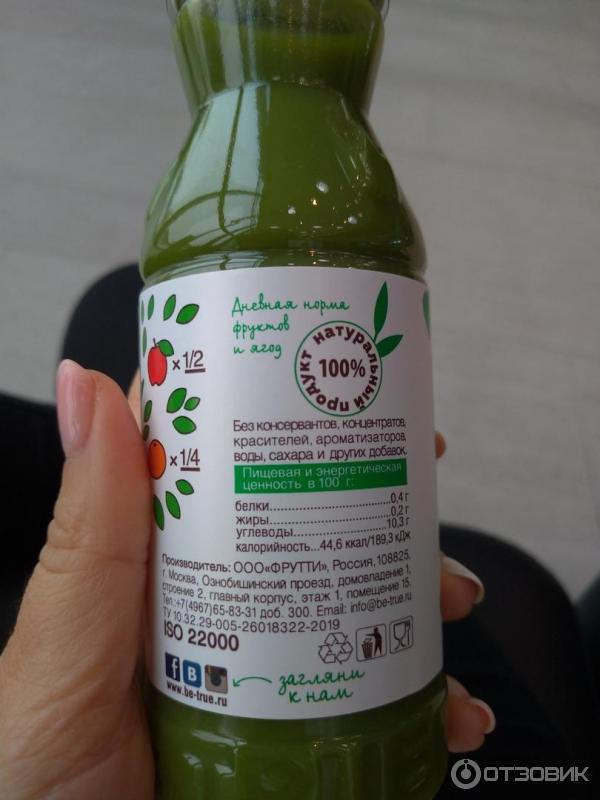 Дневная норма
фруктов
и ягод
натуральный продукт
100%
×1/2
×1/4
Без консервантов, концентратов,
красителей, ароматизаторов,
воды, сахара и других добавок.
Пищевая и энергетическая
ценность в 100 г:
белки....................0,4 г
жиры....................0,2 г
углеводы....................10,3 г
калорийность...44,6 ккал/189,3 кДж
Производитель: ООО«ФРУТТИ», Россия,108825,
г. Москва, Ознобишинский проезд, домовладение 1,
строение 2, главный корпус, этаж 1, помещение 15.
Тел.:+7(4967)65-83-31 доб. 300. Email: info@be-true.ru
ТУ 10.32.29-005-26018322-2019
ISO 22000
f B
www.be-true.ru
загляни
к нам
ОТЗОВИК